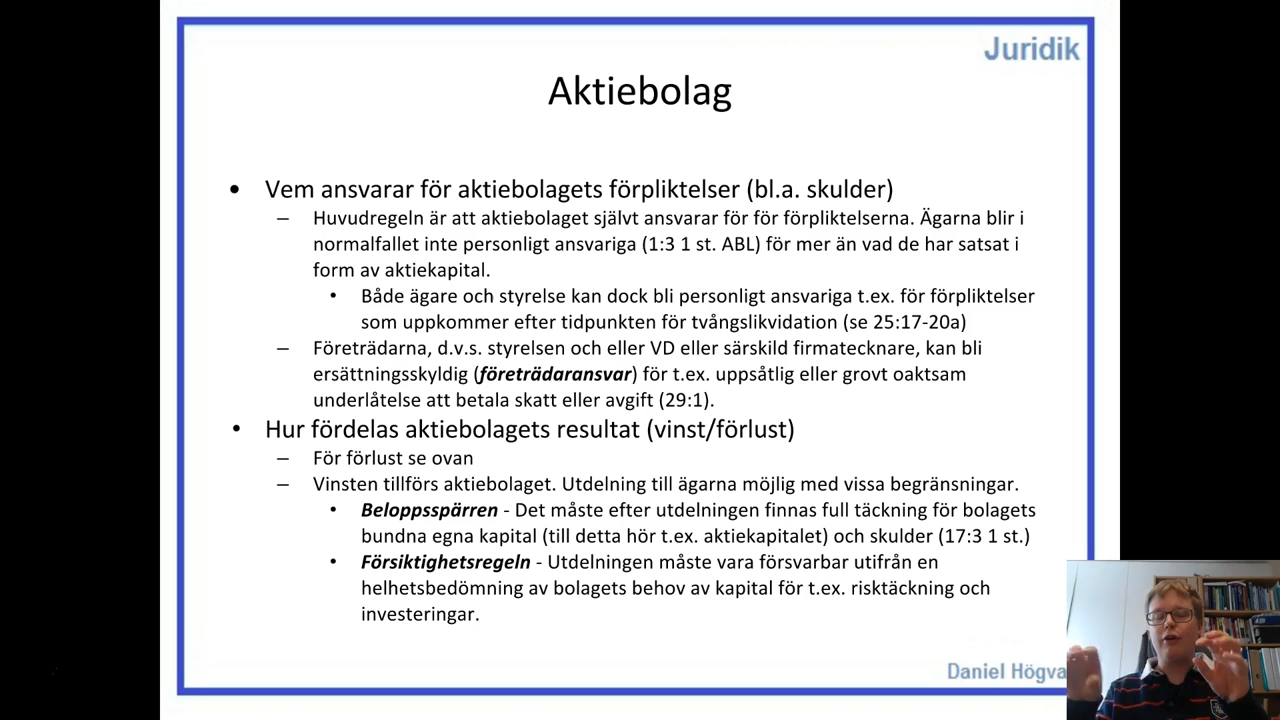 Juridik
Aktiebolag
• Vem ansvarar för aktiebolagets förpliktelser (bl.a. skulder)
– Huvudregeln är att aktiebolaget självt ansvarar för för förpliktelserna. Ägarna blir i
normalfallet inte personligt ansvariga (1:3 1 st. ABL) för mer än vad de har satsat i
form av aktiekapital.
• Både ägare och styrelse kan dock bli personligt ansvariga t.ex. för förpliktelser
som uppkommer efter tidpunkten för tvångslikvidation (se 25:17-20a)
– Företrädarna, d.v.s. styrelsen och eller VD eller särskild firmatecknare, kan bli
ersättningsskyldig (företrädaransvar) för t.ex. uppsåtlig eller grovt oaktsam
underlåtelse att betala skatt eller avgift (29:1).
• Hur fördelas aktiebolagets resultat (vinst/förlust)
– För förlust se ovan
– Vinsten tillförs aktiebolaget. Utdelning till ägarna möjlig med vissa begränsningar.
• Beloppsspärren - Det måste efter utdelningen finnas full täckning för bolagets
bundna egna kapital (till detta hör t.ex. aktiekapitalet) och skulder (17:3 1 st.)
• Försiktighetsregeln - Utdelningen måste vara försvarbar utifrån en
helhetsbedömning av bolagets behov av kapital för t.ex. risktäckning och
investeringar.
Daniel Högva